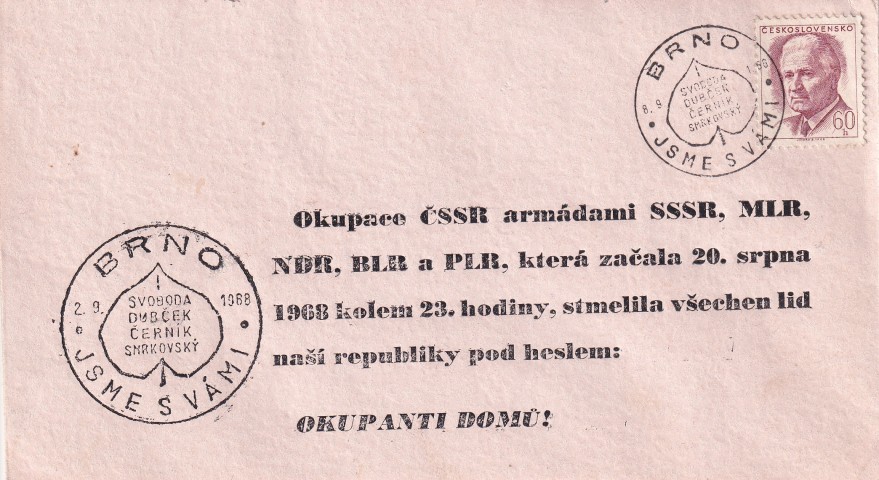 ČESKOSLOVENSKO
60
h
BRNO
8.9.
SVOBODA
DUBČEK
ČERNÍK
SMRKOVSKÝ
JSME S VÁMI
Okupace ČSSR armádami SSSR, MLR,
NDR, BLR a PLR, která začala 20. srpna
1968 kolem 23. hodiny, stmelila všechen lid
naší republiky pod heslem:
OKUPANTI DOMŮ!
BRNO
2.9. 1968
SVOBODA
DUBČEK
ČERNÍK
SMRKOVSKÝ
JSME S VÁMI